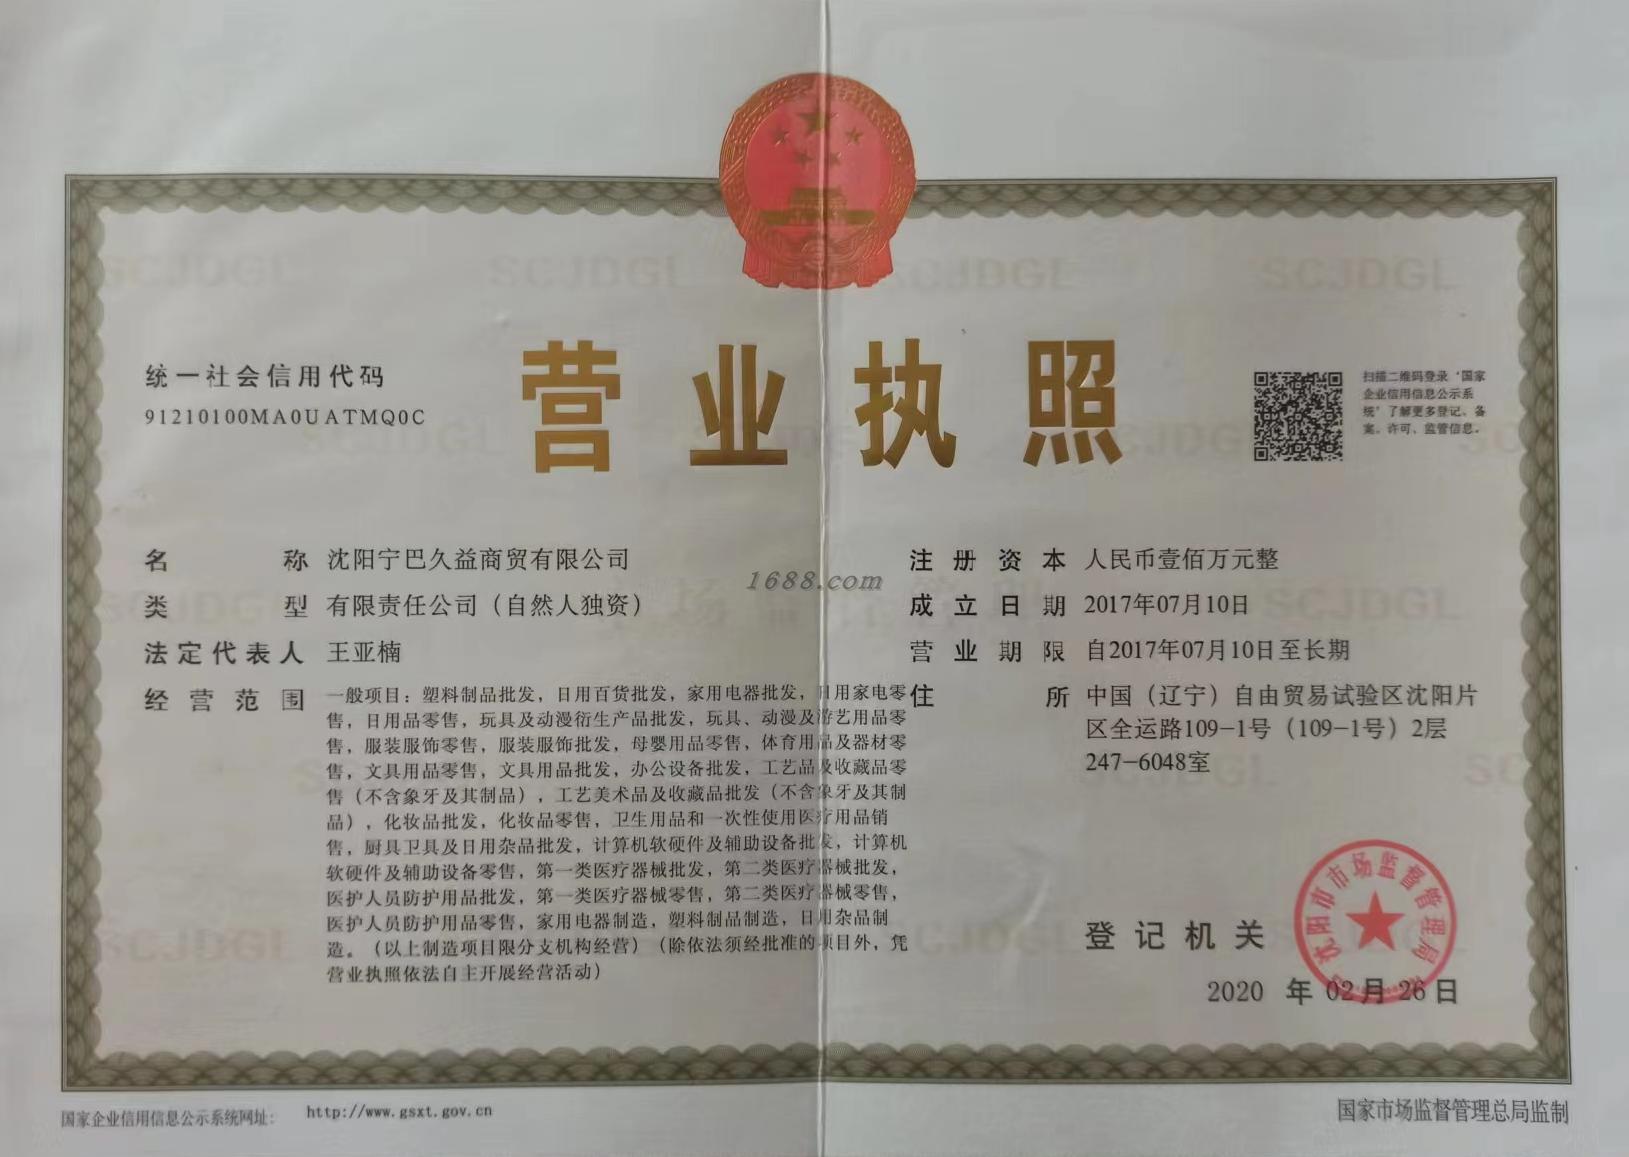 营业执照
统一社会信用代码
91210100MA0UATMQ0C
扫描二维码登录‘国家
企业信用信息公示系
统’了解更多登记、备
案、许可、监管信息。
名 称 沈阳宁巴久益商贸有限公司
类 型 有限责任公司（自然人独资）
法定代表人 王亚楠
经营范围 一般项目：塑料制品批发，日用百货批发，家用电器批发，日用家电零
售，日用品零售，玩具及动漫衍生产品批发，玩具、动漫及游艺用品零
售，服装服饰零售，服装服饰批发，母婴用品零售，体育用品及器材零
售，文具用品零售，文具用品批发，办公设备批发，工艺品及收藏品零
售（不含象牙及其制品），工艺美术品及收藏品批发（不含象牙及其制
品），化妆品批发，化妆品零售，卫生用品和一次性使用医疗用品销
售，厨具卫具及日用杂品批发，计算机软硬件及辅助设备批发，计算机
软硬件及辅助设备零售，第一类医疗器械批发，第二类医疗器械批发，
医护人员防护用品批发，第一类医疗器械零售，第二类医疗器械零售，
医护人员防护用品零售，家用电器制造，塑料制品制造，日用杂品制
造。（以上制造项目限分支机构经营）（除依法须经批准的项目外，凭
营业执照依法自主开展经营活动）
1688.com
注册资本 人民币壹佰万元整
成立日期 2017年07月10日
营业期限 自2017年07月10日至长期
住 所 中国（辽宁）自由贸易试验区沈阳片
区全运路109-1号（109-1号）2层
247-6048室
登记机关
沈阳市市场监督管理局
2020 年 02 月 26 日
国家企业信用信息公示系统网址： http://www.gsxt.gov.cn
国家市场监督管理总局监制
SCJDGL